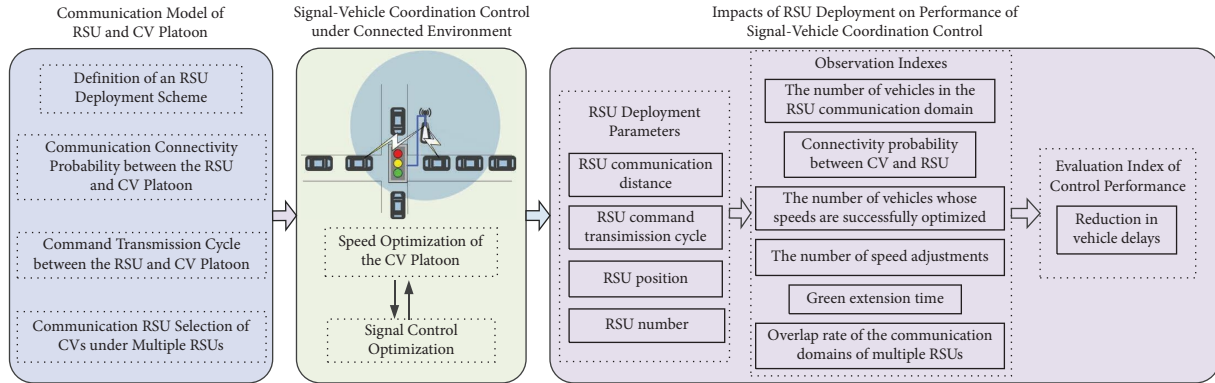 Communication Model of
RSU and CV Platoon
Definition of an RSU
Deployment Scheme
Communication Connectivity
Probability between the RSU
and CV Platoon
Command Transmission Cycle
between the RSU and CV Platoon
Communication RSU Selection of
CVs under Multiple RSUs
Signal-Vehicle Coordination Control
under Connected Environment
Speed Optimization of
the CV Platoon
Signal Control
Optimization
Impacts of RSU Deployment on Performance of
Signal-Vehicle Coordination Control
RSU Deployment
Parameters
RSU communication
distance
RSU command
transimission cycle
RSU position
RSU number
Observation Indexes
The number of vehicles in the
RSU communication domain
Connectivity probability
between CV and RSU
The number of vehicles whose
speeds are successfully optimized
The number of speed adjustments
Green extension time
Overlap rate of the communication
domains of multiple RSUs
Evaluation Index of
Control Performance
Reduction in
vehicle delays